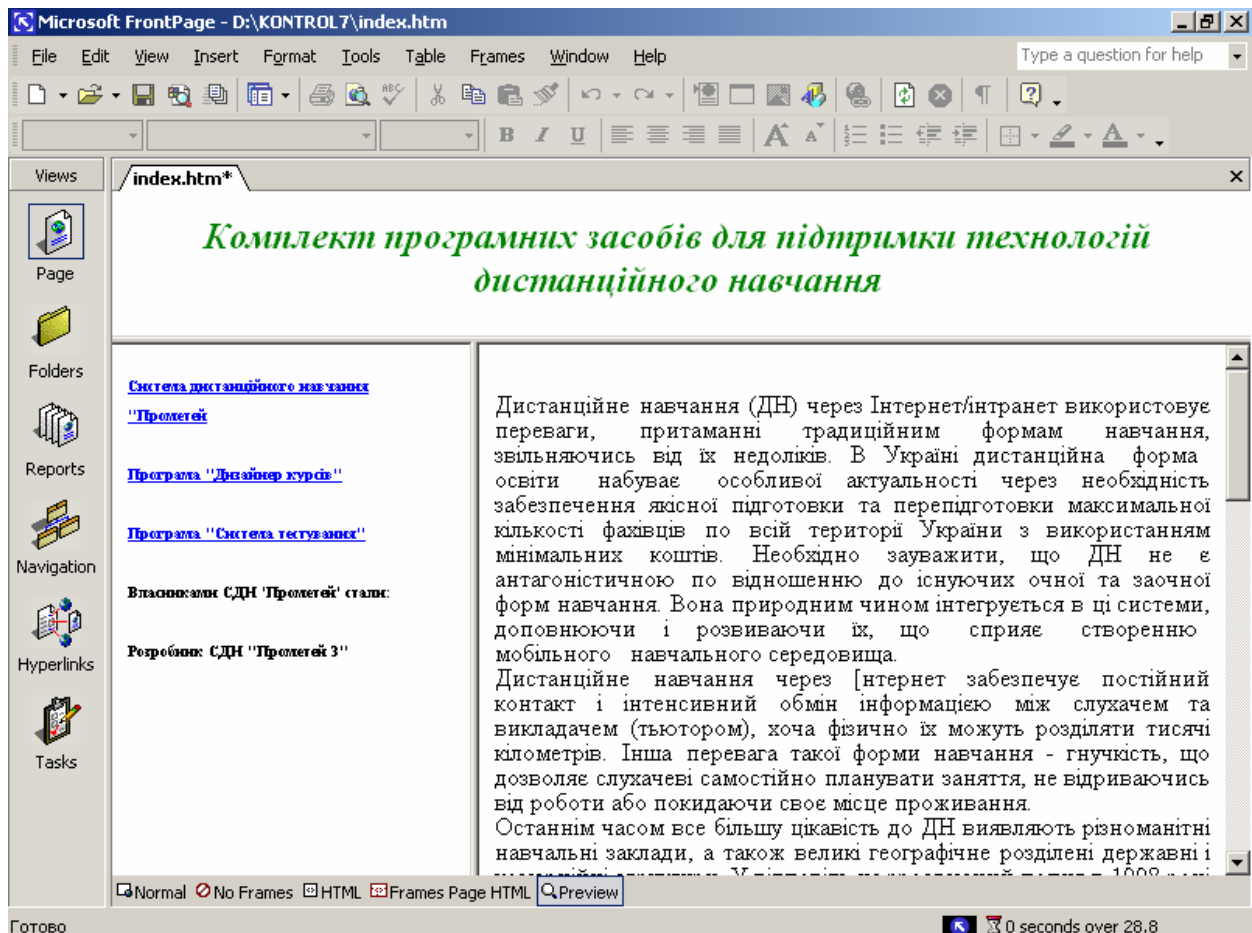 Microsoft FrontPage - D:\KONTROL7\index.htm
File Edit View Insert Format Tools Table Frames Window Help
Type a question for help
Views
index.htm*
Page
Folders
Reports
Navigation
Hyperlinks
Tasks
Комплект програмних засобів для підтримки технологій
дистанційного навчання
Система дистанційного навчання
"Прометей
Програма "Дизайнер курсів"
Програма "Система тестування"
Власниками СДН 'Прометей' стали:
Розробник СДН "Прометей 3"
Дистанційне навчання (ДН) через Інтернет/інтранет використовує
переваги, притаманні традиційним формам навчання,
звільняючись від їх недоліків. В Україні дистанційна форма
освіти набуває особливої актуальності через необхідність
забезпечення якісної підготовки та перепідготовки максимальної
кількості фахівців по всій території України з використанням
мінімальних коштів. Необхідно зауважити, що ДН не є
антагоністичною по відношенню до існуючих очної та заочної
форм навчання. Вона природним чином інтегрується в ці системи,
доповнюючи і розвиваючи їх, що сприяє створенню
мобільного навчального середовища.
Дистанційне навчання через [нтернет забезпечує постійний
контакт і інтенсивний обмін інформацією між слухачем та
викладачем (тьютором), хоча фізично їх можуть розділяти тисячі
кілометрів. Інша перевага такої форми навчання - гнучкість, що
дозволяє слухачеві самостійно планувати заняття, не відриваючись
від роботи або покидаючи своє місце проживання.
Останнім часом все більшу цікавість до ДН виявляють різноманітні
навчальні заклади, а також великі географічне розділені державні і
Normal No Frames HTML Frames Page HTML Preview
Готово
0 seconds over 28.8